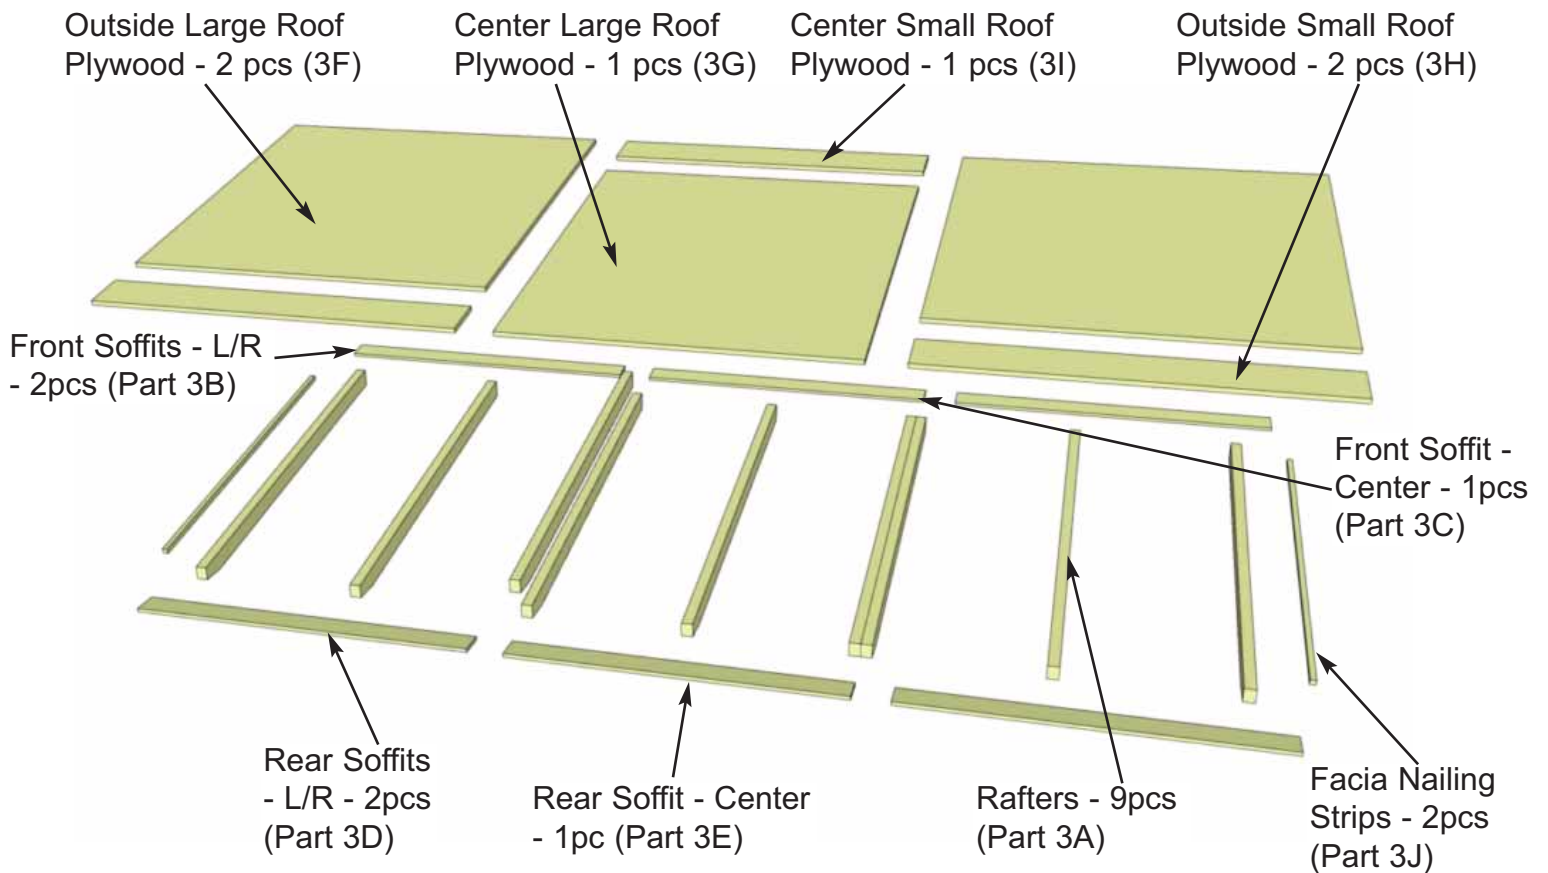 Outside Large Roof
Plywood - 2 pcs (3F)
Center Large Roof
Plywood - 1 pcs (3G)
Center Small Roof
Plywood - 1 pcs (3I)
Outside Small Roof
Plywood - 2 pcs (3H)
Front Soffits - L/R
- 2pcs (Part 3B)
Front Soffit -
Center - 1pcs
(Part 3C)
Rear Soffits
- L/R - 2pcs
(Part 3D)
Rear Soffit - Center
- 1pc (Part 3E)
Rafters - 9pcs
(Part 3A)
Facia Nailing
Strips - 2pcs
(Part 3J)